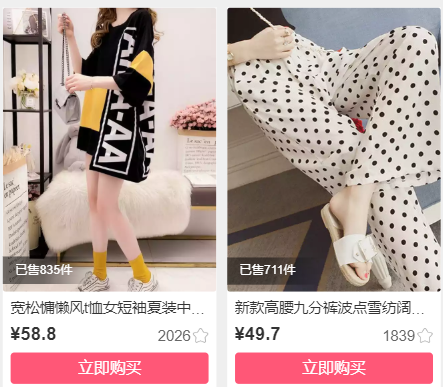 已售835件
已售711件
宽松慵懒风t恤女短袖夏装中...
新款高腰九分裤波点雪纺阔...
¥58.8
2026
¥49.7
1839
立即购买
立即购买